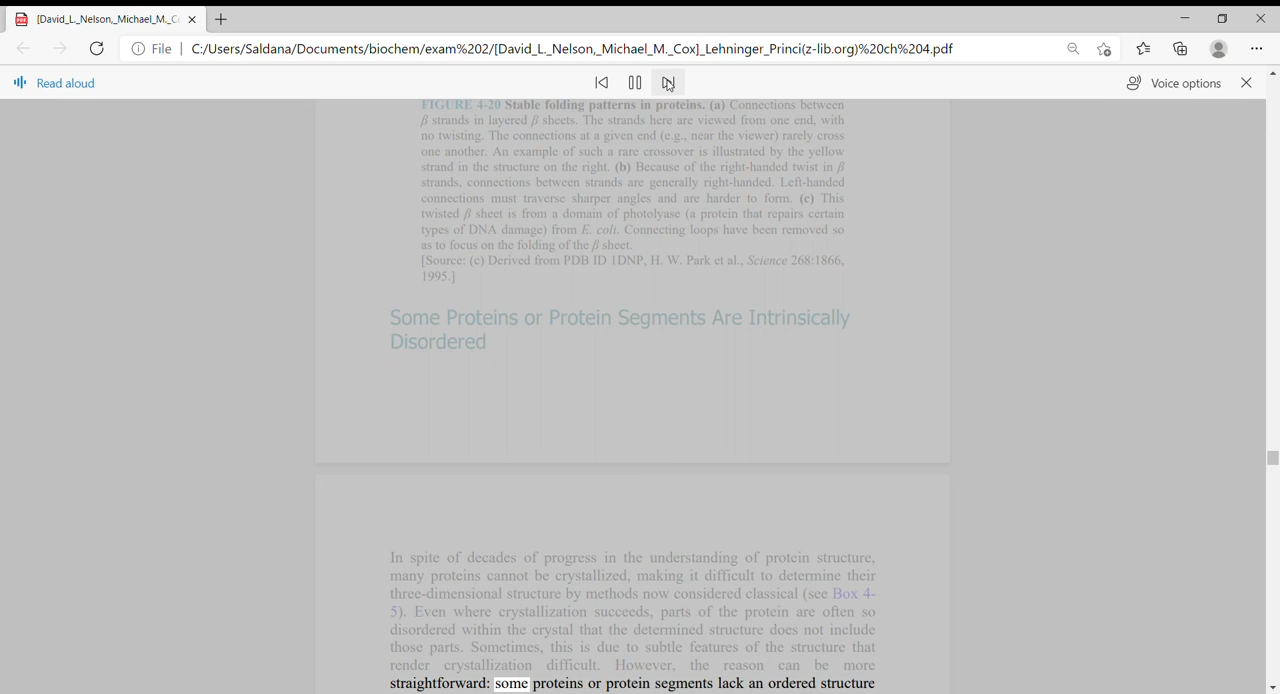 [David_L._Nelson,_Michael_M._C
File | C:/Users/Saldana/Documents/biochem/exam%202/[David_L._Nelson,_Michael_M._Cox]_Lehninger_Princi(z-lib.org)%20ch%204.pdf
Read aloud
Voice options
FIGURE 4-20 Stable folding patterns in proteins. (a) Connections between
β strands in layered β sheets. The strands here are viewed from one end, with
no twisting. The connections at a given end (e.g., near the viewer) rarely cross
one another. An example of such a rare crossover is illustrated by the yellow
strand in the structure on the right. (b) Because of the right-handed twist in β
strands, connections between strands are generally right-handed. Left-handed
connections must traverse sharper angles and are harder to form. (c) This
twisted β sheet is from a domain of photolyase (a protein that repairs certain
types of DNA damage) from E. coli. Connecting loops have been removed so
as to focus on the folding of the β sheet.
[Source: (c) Derived from PDB ID 1DNP, H. W. Park et al., Science 268:1866,
1995.]
Some Proteins or Protein Segments Are Intrinsically
Disordered
In spite of decades of progress in the understanding of protein structure,
many proteins cannot be crystallized, making it difficult to determine their
three-dimensional structure by methods now considered classical (see Box 4-
5). Even where crystallization succeeds, parts of the protein are often so
disordered within the crystal that the determined structure does not include
those parts. Sometimes, this is due to subtle features of the structure that
render crystallization difficult. However, the reason can be more
straightforward: some proteins or protein segments lack an ordered structure